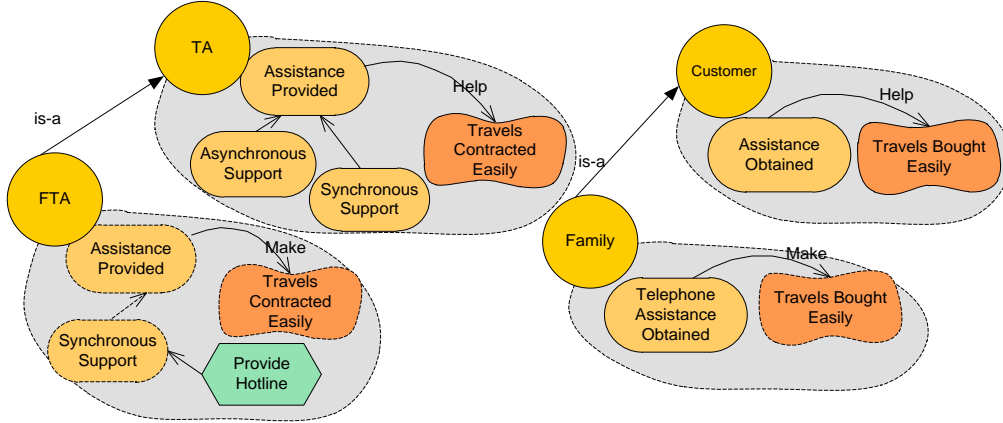 TA
Assistance
Provided
Help
Asynchronous
Support
Synchronous
Support
Travels
Contracted
Easily
is-a
FTA
Assistance
Provided
Make
Travels
Contracted
Easily
Synchronous
Support
Provide
Hotline
Customer
Help
Assistance
Obtained
Travels Bought
Easily
is-a
Family
Make
Telephone
Assistance
Obtained
Travels Bought
Easily